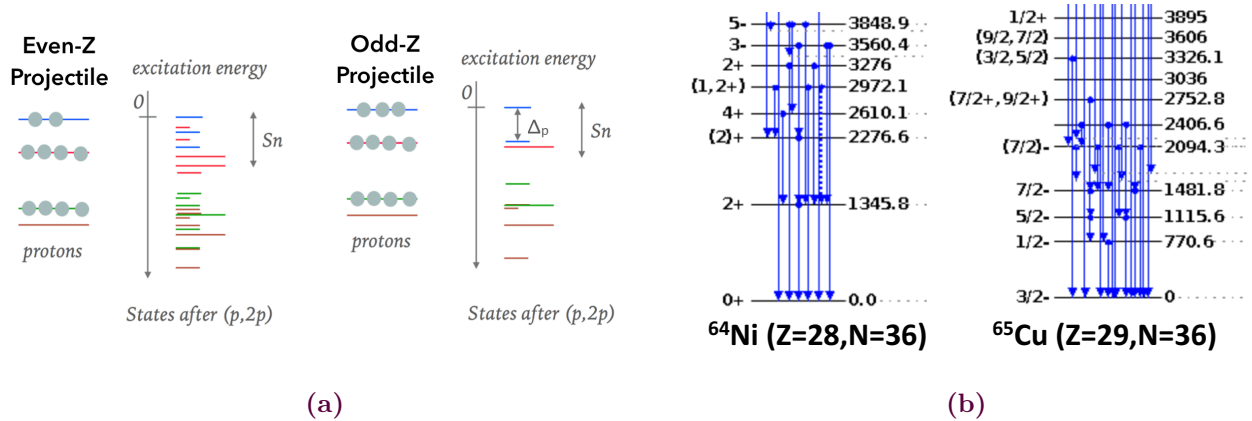 Even-Z
Projectile
protons
excitation energy
0
Sn
States after (p,2p)
Odd-Z
Projectile
protons
excitation energy
0
Δp
Sn
States after (p,2p)
(a)
5- 3848.9
3- 3560.4
2+ 3276
(1,2+) 2972.1
4+ 2610.1
(2)+ 2276.6
2+ 1345.8
0+ 0.0
64Ni (Z=28,N=36)
1/2+ 3895
(9/2,7/2) 3606
(3/2,5/2) 3326.1
3036
(7/2+,9/2+) 2752.8
2406.6
(7/2)- 2094.3
7/2- 1481.8
5/2- 1115.6
1/2- 770.6
3/2- 0
65Cu (Z=29,N=36)
(b)